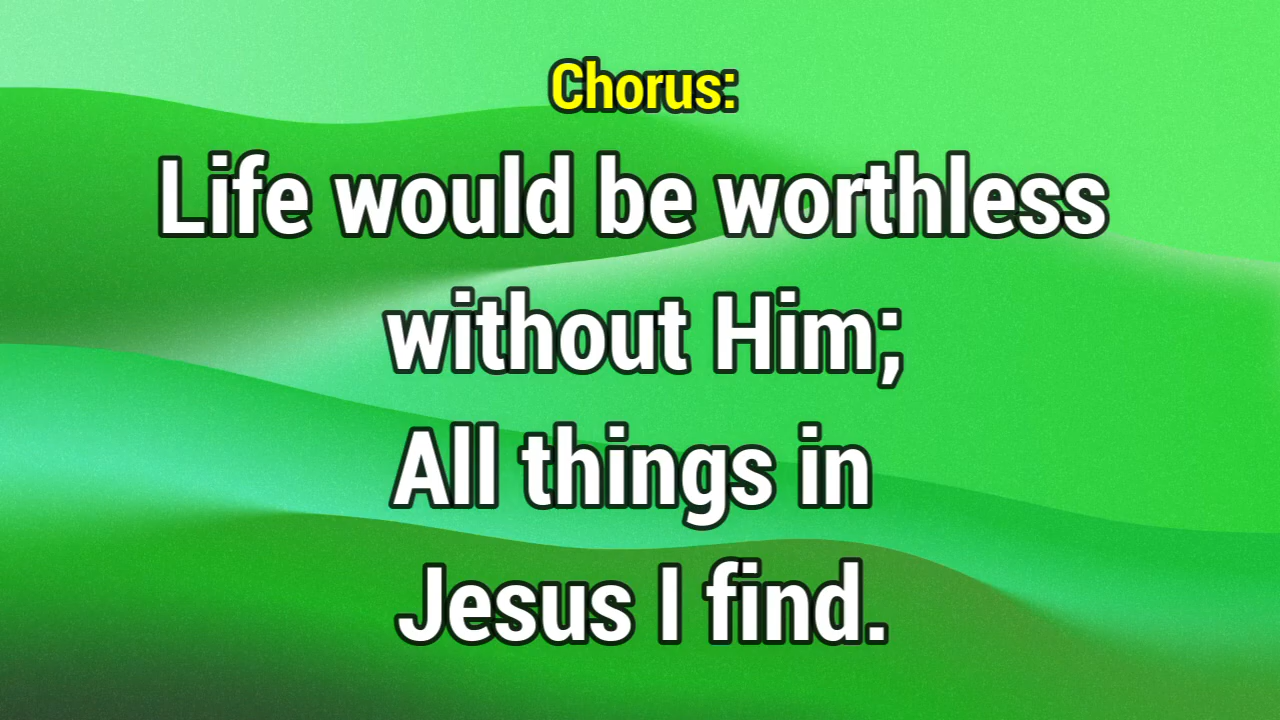 Chorus:
Life would be worthless
without Him;
All things in
Jesus I find.